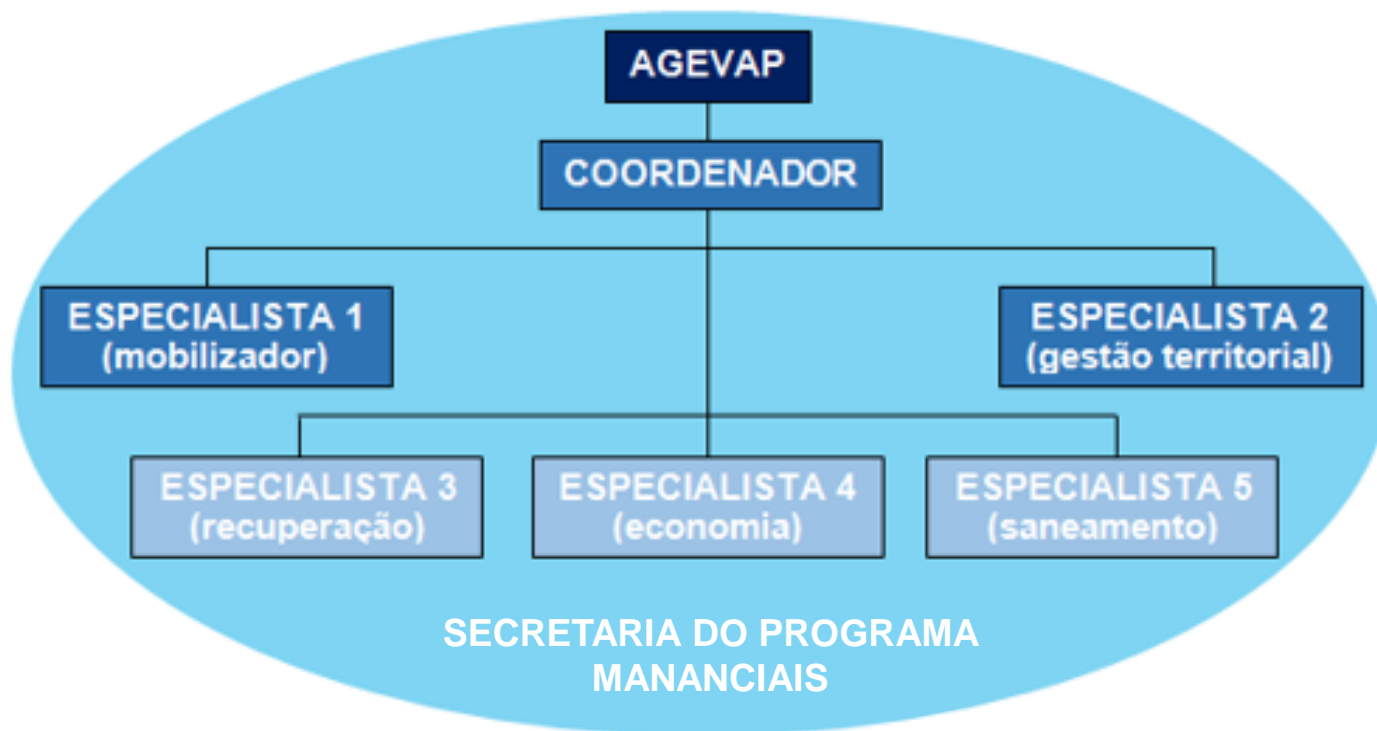 AGEVAP
COORDENADOR
ESPECIALISTA 1
(mobilizador)
ESPECIALISTA 2
(gestão territorial)
ESPECIALISTA 3
(recuperação)
ESPECIALISTA 4
(economia)
ESPECIALISTA 5
(saneamento)
SECRETARIA DO PROGRAMA
MANANCIAIS